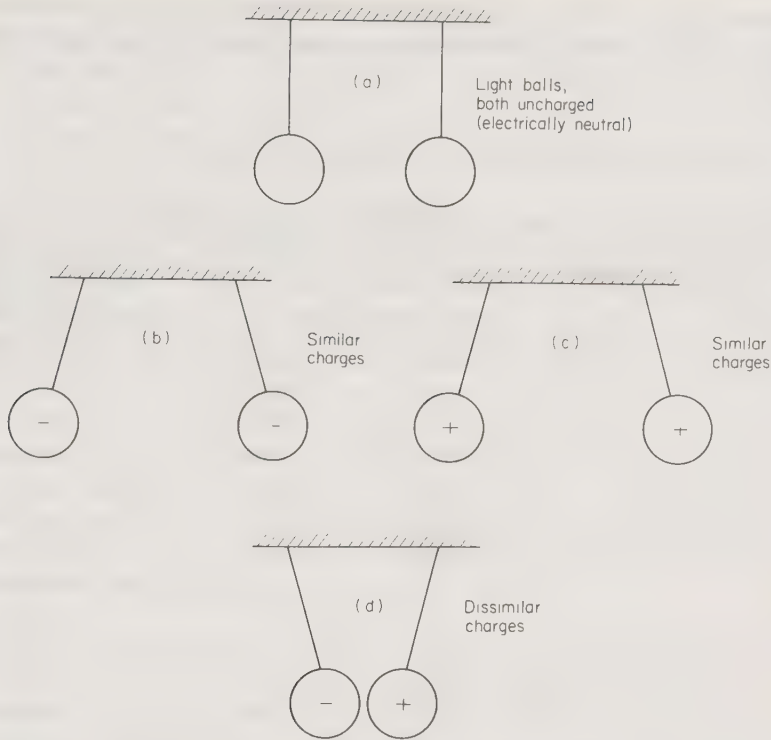 (a)
Light balls,
both uncharged
(electrically neutral)
(b)
Similar
charges
(c)
Similar
charges
-
-
+
+
(d)
Dissimilar
charges
-
+